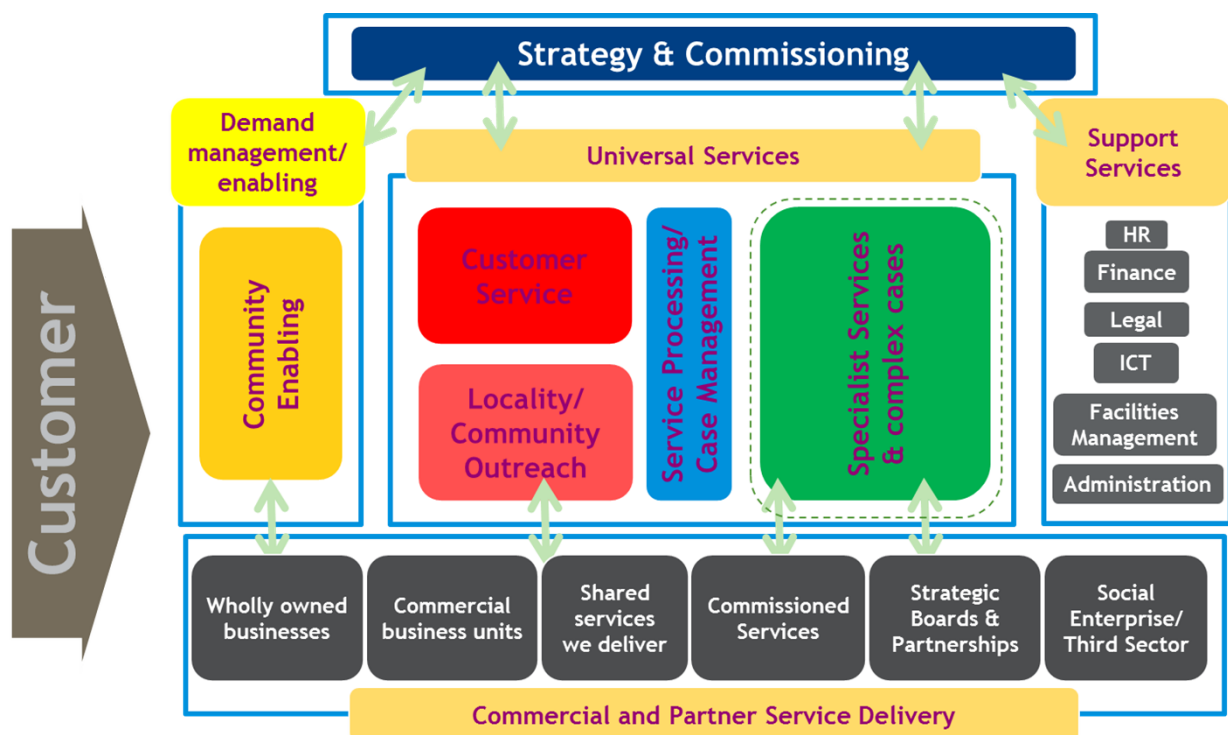 Strategy & Commissioning
Demand
management/
enabling
Universal Services
Support
Services
Customer
Community
Enabling
Customer
Service
Locality/
Community
Outreach
Service Processing/
Case Management
Specialist Services
& complex cases
HR
Finance
Legal
ICT
Facilities
Management
Administration
Wholly owned
businesses
Commercial
business units
Shared
services
we deliver
Commissioned
Services
Strategic
Boards &
Partnerships
Social
Enterprise/
Third Sector
Commercial and Partner Service Delivery